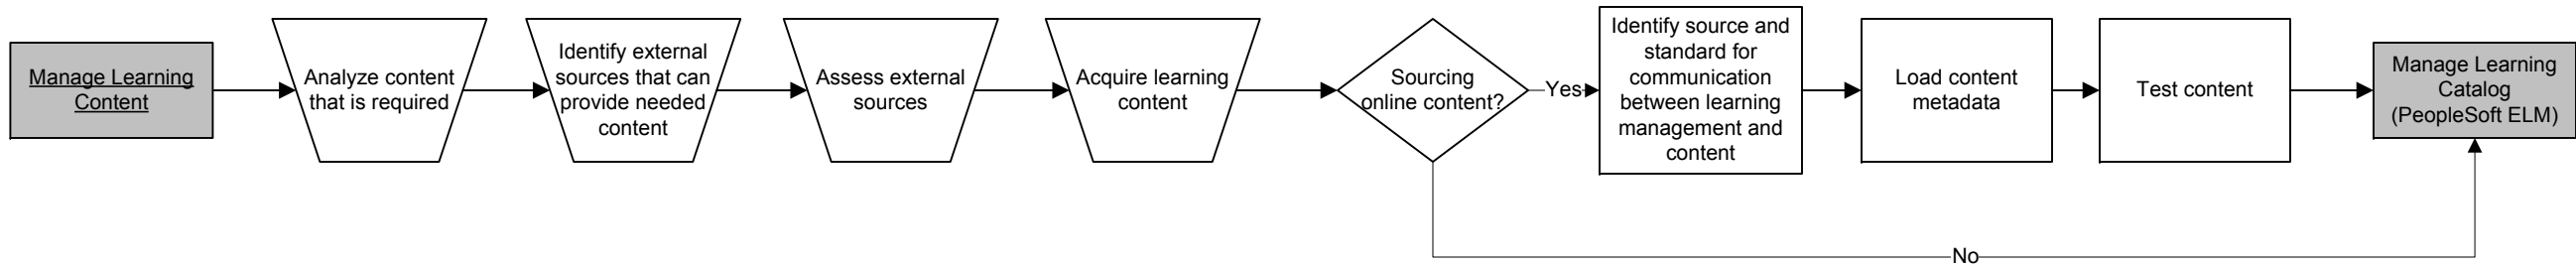 Manage Learning
Content
Analyze content
that is required
Identify external
sources that can
provide needed
content
Assess external
sources
Acquire learning
content
Sourcing
online content?
Yes
Identify source and
standard for
communication
between learning
management and
content
Load content
metadata
Test content
Manage Learning
Catalog
(PeopleSoft ELM)
No